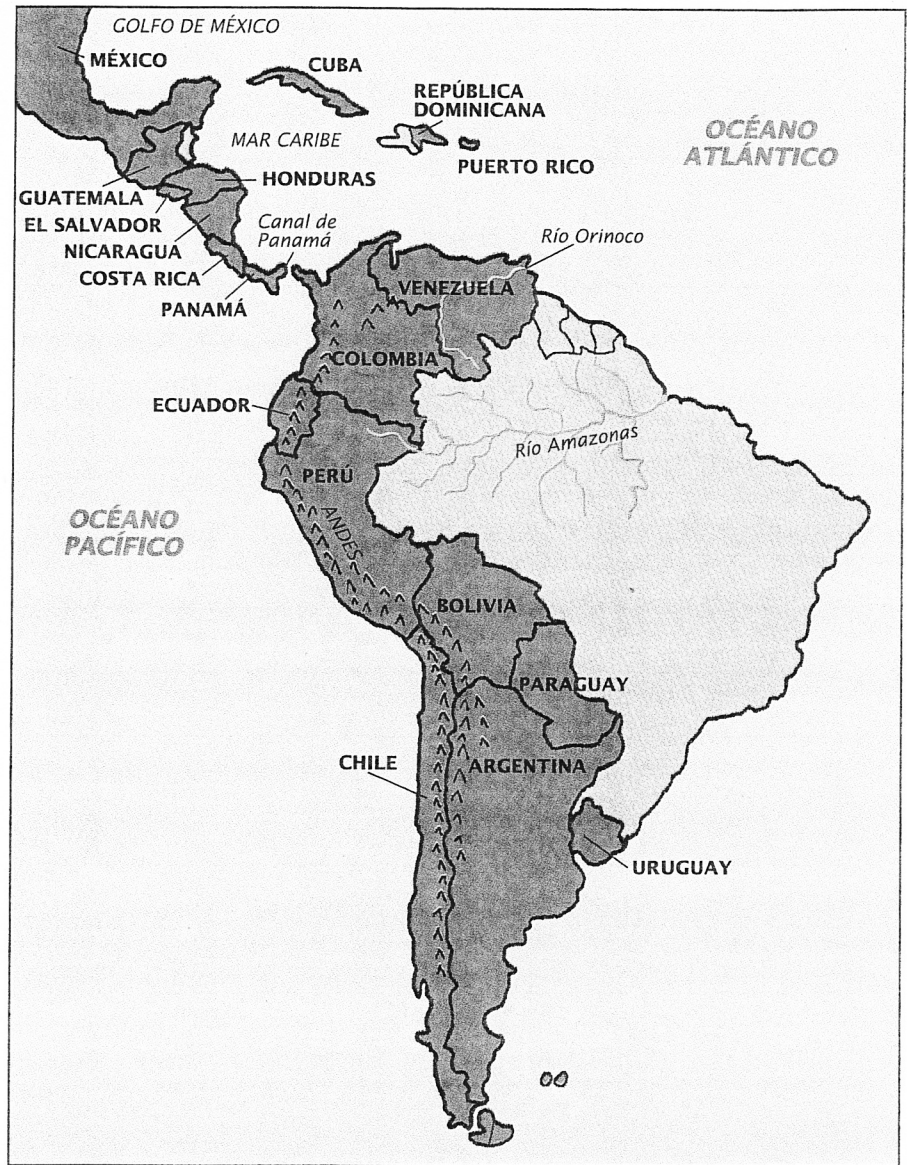 GOLFO DE MÉXICO
MÉXICO
CUBA
REPÚBLICA
DOMINICANA
MAR CARIBE
OCÉANO
ATLÁNTICO
PUERTO RICO
HONDURAS
GUATEMALA
EL SALVADOR
NICARAGUA
COSTA RICA
PANAMÁ
Canal de
Panamá
Río Orinoco
VENEZUELA
COLOMBIA
ECUADOR
Río Amazonas
PERÚ
ANDES
OCÉANO
PACÍFICO
BOLIVIA
PARAGUAY
CHILE
ARGENTINA
URUGUAY